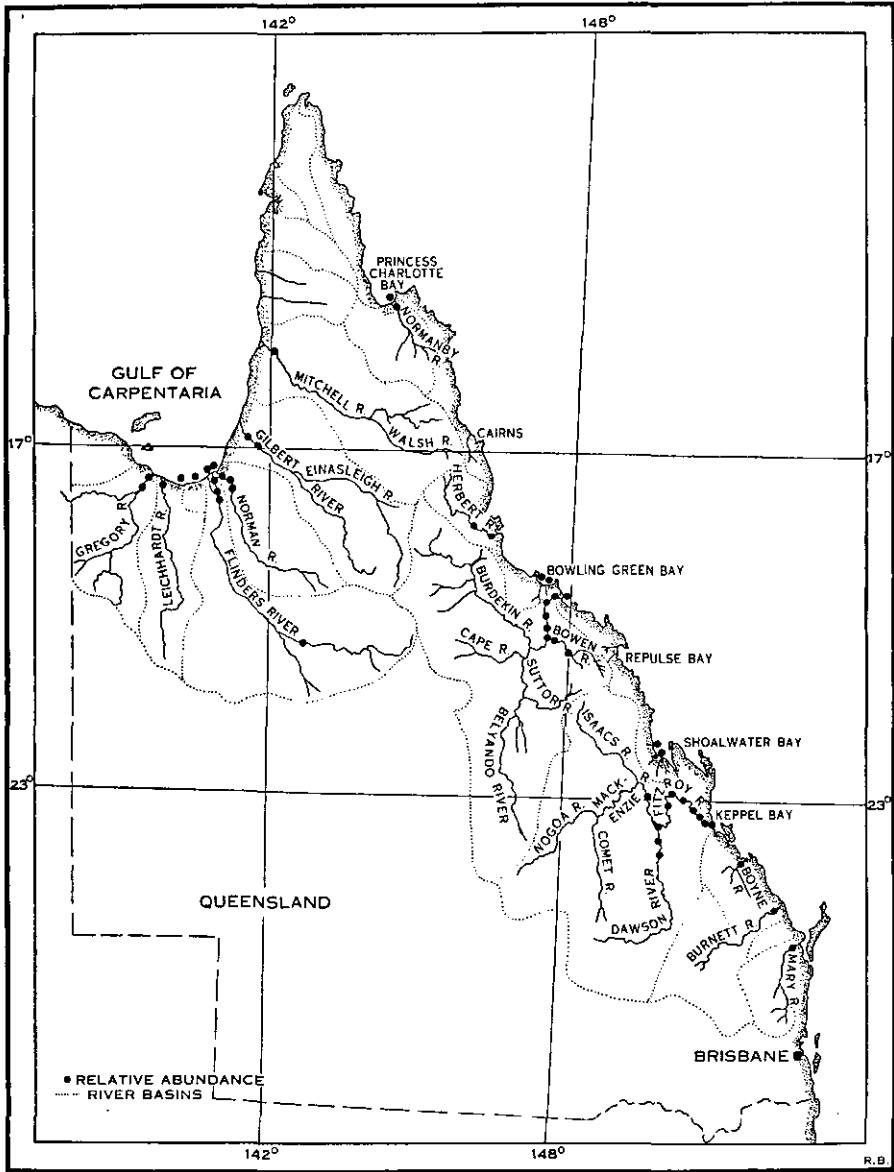 142°
148°
PRINCESS
CHARLOTTE
BAY
NORMANBY
R.
GULF OF
CARPENTARIA
MITCHELL R.
WALSH R.
CAIRNS
17°
17°
GILBERT
RIVER
EINASLEIGH R.
HERBERT R.
GREGORY R.
LEICHHARDT R.
NORMAN R.
FLINDERS RIVER
BURDEKIN R.
BOWLING GREEN BAY
CAPE R.
BOWEN R.
REPULSE BAY
SUTTOR R.
BELYANDO RIVER
ISAACS R.
SHOALWATER BAY
23°
23°
NOGOA R.
MACK-
ENZIE R.
FITZROY R.
KEPPEL BAY
COMET R.
DAWSON
RIVER
BOYNE
R.
QUEENSLAND
BURNETT R.
MARY R.
BRISBANE
RELATIVE ABUNDANCE
RIVER BASINS
142°
148°
R.B.